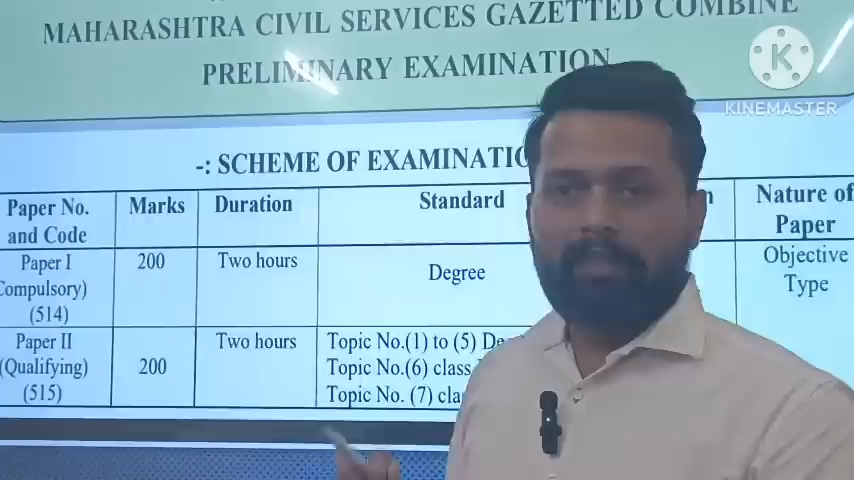 MAHARASHTRA CIVIL SERVICES GAZETTED COMBINE
PRELIMINARY EXAMINATION
KINEMASTER
-: SCHEME OF EXAMINATIO
Paper No. and Code
Marks
Duration
Standard
Nature of Paper
Paper I
Compulsory)
(514)
200
Two hours
Degree
Objective
Type
Paper II
(Qualifying)
(515)
200
Two hours
Topic No.(1) to (5) De
Topic No.(6) class
Topic No. (7) cla